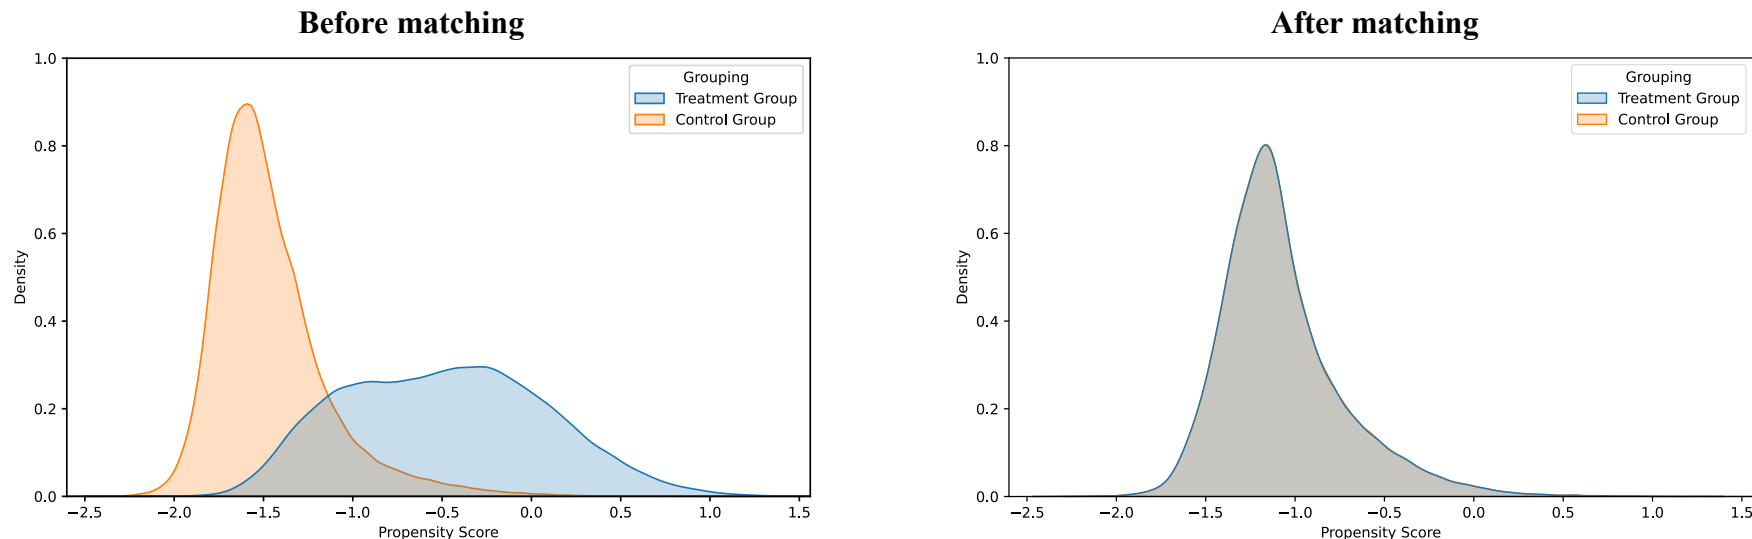 Before matching
1.0
0.8
0.6
0.4
0.2
0.0
Density
−2.5 −2.0 −1.5 −1.0 −0.5 0.0 0.5 1.0 1.5
Propensity Score
Grouping
Treatment Group
Control Group
After matching
1.0
0.8
0.6
0.4
0.2
0.0
Density
−2.5 −2.0 −1.5 −1.0 −0.5 0.0 0.5 1.0 1.5
Propensity Score
Grouping
Treatment Group
Control Group